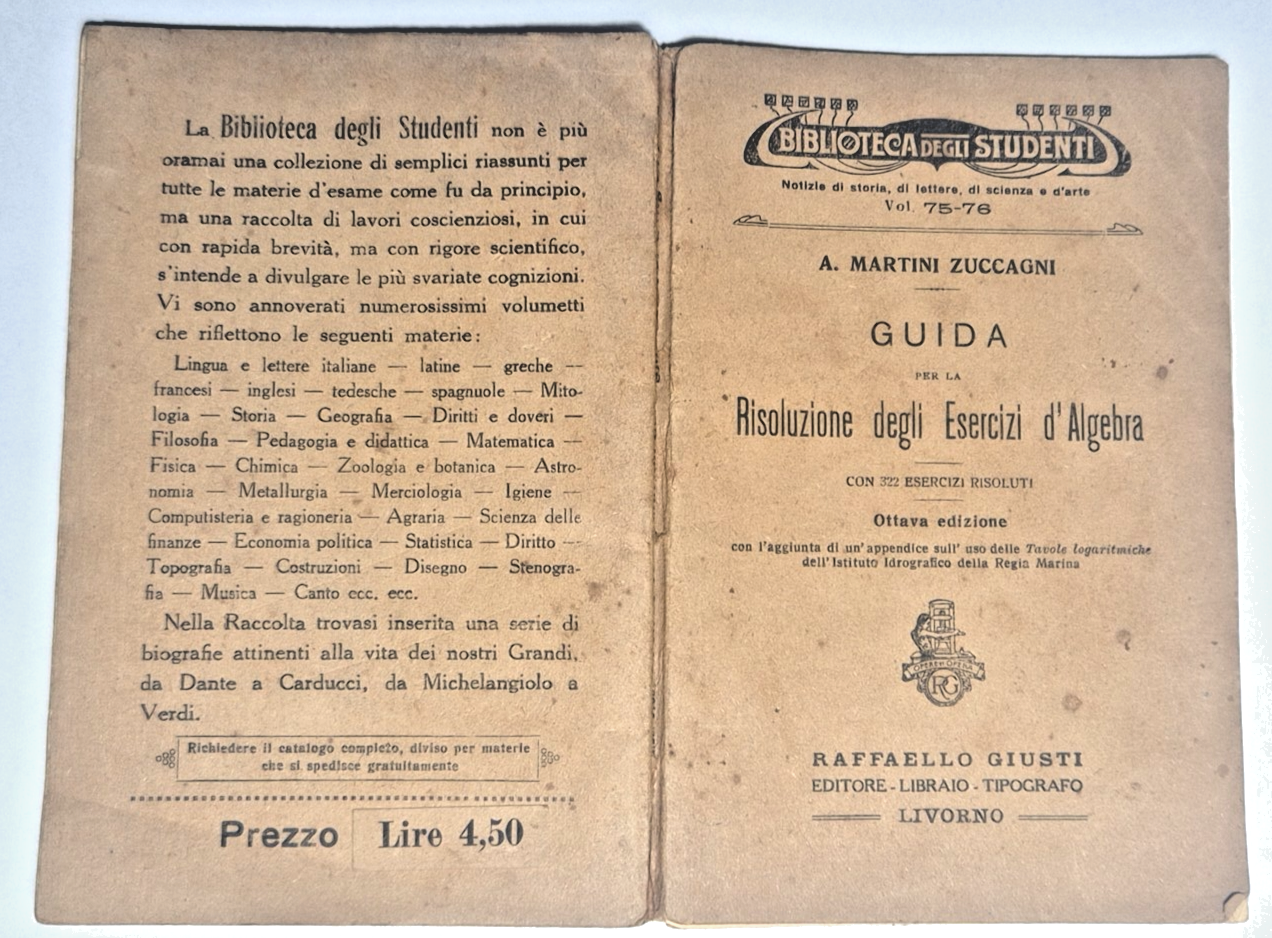 La Biblioteca degli Studenti non è più
oramai una collezione di semplici riassunti per
tutte le materie d'esame come fu da principio,
ma una raccolta di lavori coscienziosi, in cui
con rapida brevità, ma con rigore scientifico,
s'intende a divulgare le più svariate cognizioni.
Vi sono annoverati numerosissimi volumetti
che riflettono le seguenti materie:
Lingua e lettere italiane — latine — greche —
francesi — inglesi — tedesche — spagnuole — Mito-
logia — Storia — Geografia — Diritti e doveri —
Filosofia — Pedagogia e didattica — Matematica —
Fisica — Chimica — Zoologia e botanica — Astro-
nomia — Metallurgia — Merciologia — Igiene —
Computisteria e ragioneria — Agraria — Scienza delle
finanze — Economia politica — Statistica — Diritto —
Topografia — Costruzioni — Disegno — Stenogra-
fia — Musica — Canto ecc. ecc.
Nella Raccolta trovasi inserita una serie di
biografie attinenti alla vita dei nostri Grandi,
da Dante a Carducci, da Michelangiolo a
Verdi.
Richiedere il catalogo completo, diviso per materie
che si spedisce gratuitamente
Prezzo Lire 4,50
BIBLIOTECA DEGLI STUDENTI
Notizie di storia, di lettere, di scienza e d'arte
Vol. 75-76
A. MARTINI ZUCCAGNI
GUIDA
PER LA
Risoluzione degli Esercizi d'Algebra
CON 322 ESERCIZI RISOLUTI
Ottava edizione
con l'aggiunta di un'appendice sull' uso delle Tavole logaritmiche
dell'Istituto Idrografico della Regia Marina
RG
RAFFAELLO GIUSTI
EDITORE - LIBRAIO - TIPOGRAFO
LIVORNO